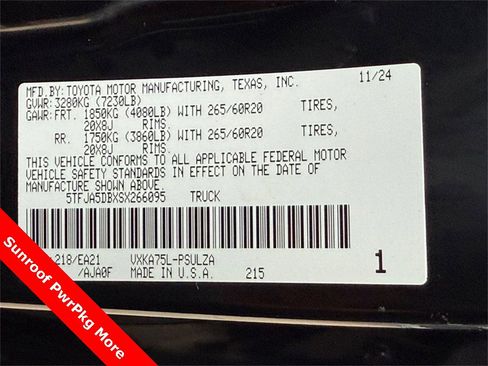 MFD.BY: TOYOTA MOTOR MANUFACTURING, TEXAS, INC. 11/24
GVWR: 3280KG (7230LB)
GAWR: FRT. 1850KG (4080LB) WITH 265/60R20 TIRES,
20X8J RIMS
RR. 1750KG (3860LB) WITH 265/60R20 TIRES,
20X8J RIMS
THIS VEHICLE CONFORMS TO ALL APPLICABLE FEDERAL MOTOR
VEHICLE SAFETY STANDARDS IN EFFECT ON THE DATE OF
MANUFACTURE SHOWN ABOVE.
5TFJA5DBXSX266095 TRUCK
218/EA21 VXKA75L-PSULZA
/AJA0F MADE IN U.S.A. 215 1
Sunroof PwrPkg More